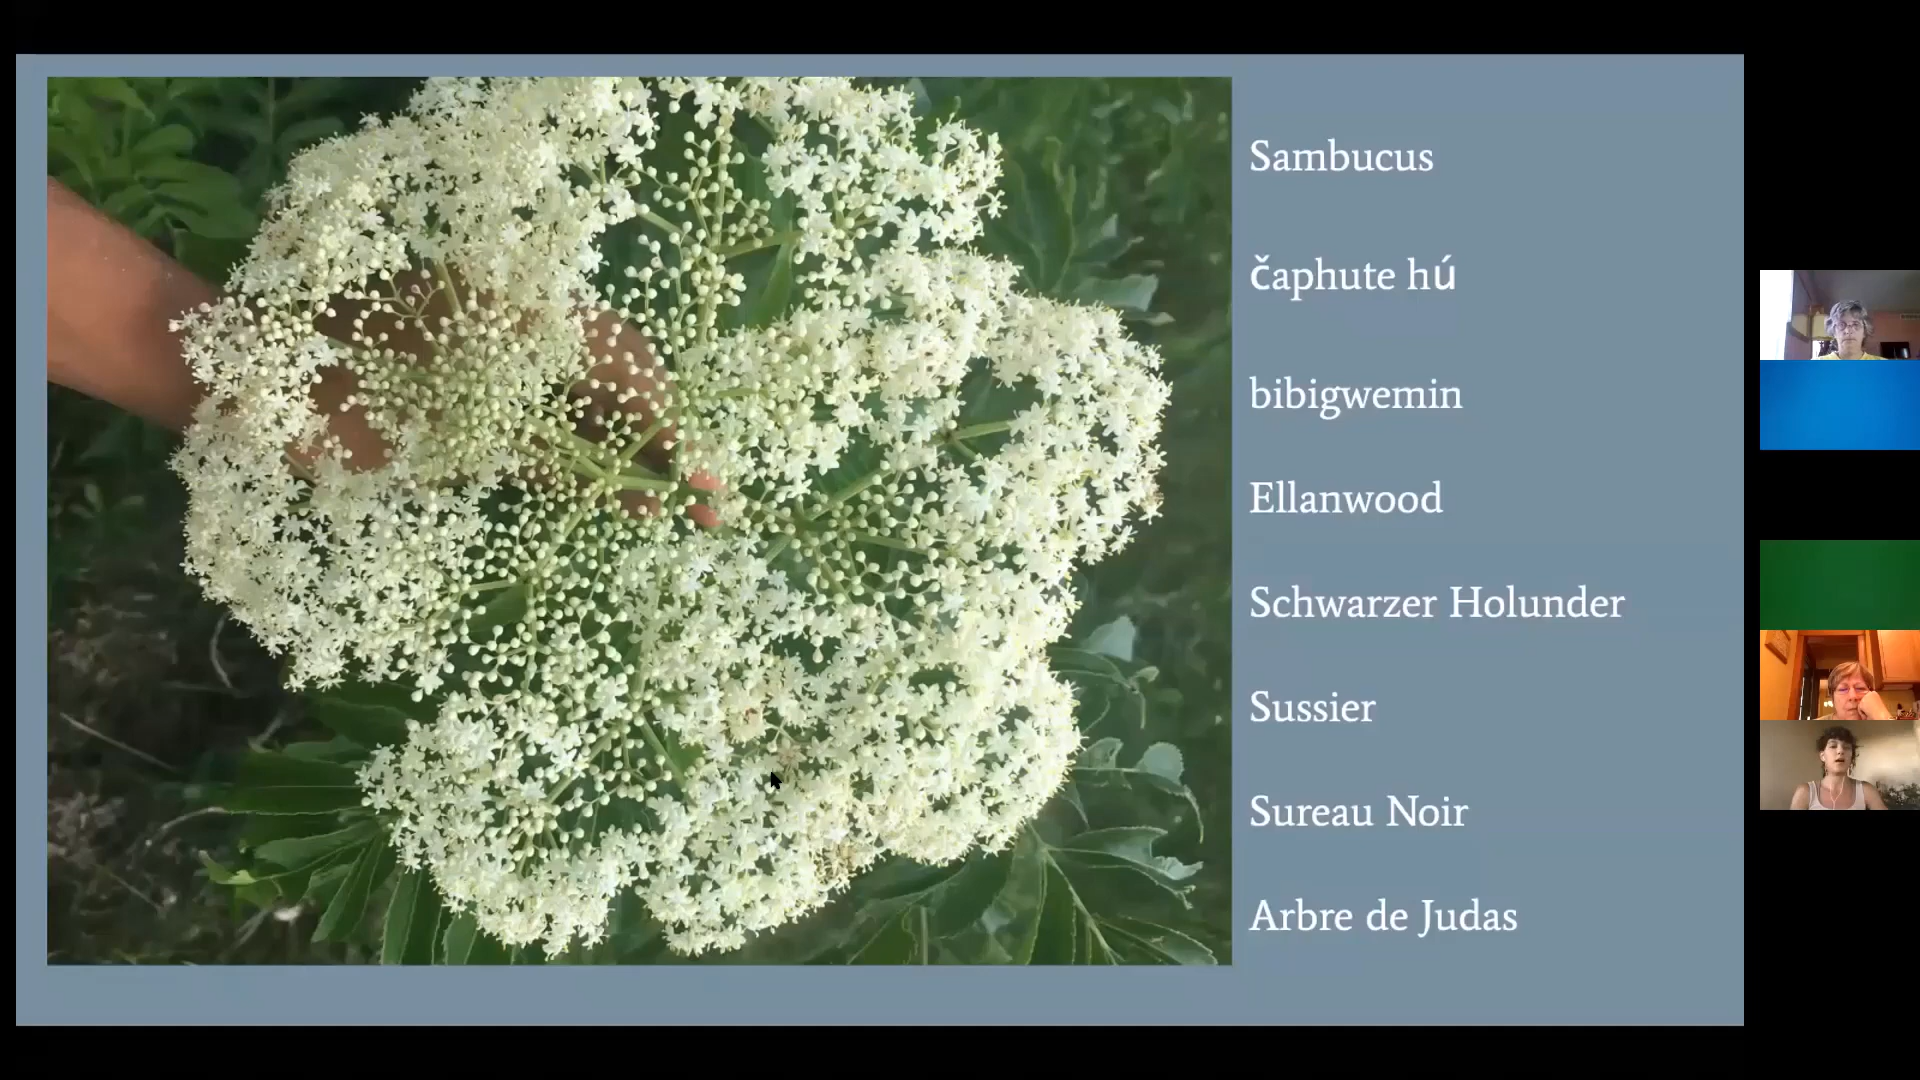 Sambucus
čaphute hú
bibigwemin
Ellanwood
Schwarzer Holunder
Sussier
Sureau Noir
Arbre de Judas